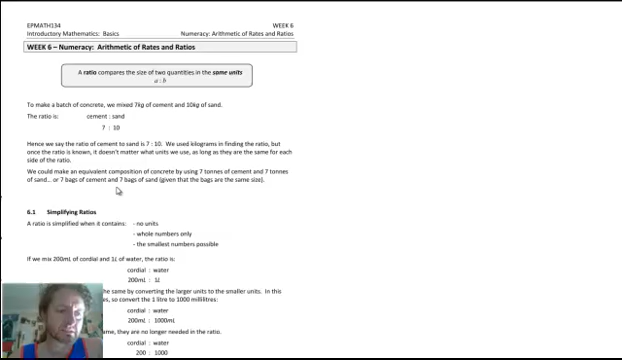 EPMATH134 WEEK 6
Introductory Mathematics: Basics Numeracy: Arithmetic of Rates and Ratios
WEEK 6 – Numeracy: Arithmetic of Rates and Ratios
A ratio compares the size of two quantities in the same units
a : b
To make a batch of concrete, we mixed 7kg of cement and 10kg of sand.
The ratio is: cement : sand
7 : 10
Hence we say the ratio of cement to sand is 7 : 10. We used kilograms in finding the ratio, but
once the ratio is known, it doesn't matter what units we use, as long as they are the same for each
side of the ratio.
We could make an equivalent composition of concrete by using 7 tonnes of cement and 7 tonnes
of sand... or 7 bags of cement and 7 bags of sand (given that the bags are the same size).
6.1 Simplifying Ratios
A ratio is simplified when it contains: - no units
- whole numbers only
- the smallest numbers possible
If we mix 200mL of cordial and 1L of water, the ratio is:
cordial : water
200mL : 1L
he same by converting the larger units to the smaller units. In this
es, so convert the 1 litre to 1000 millilitres:
cordial : water
200mL : 1000mL
ame, they are no longer needed in the ratio.
cordial : water
200 : 1000